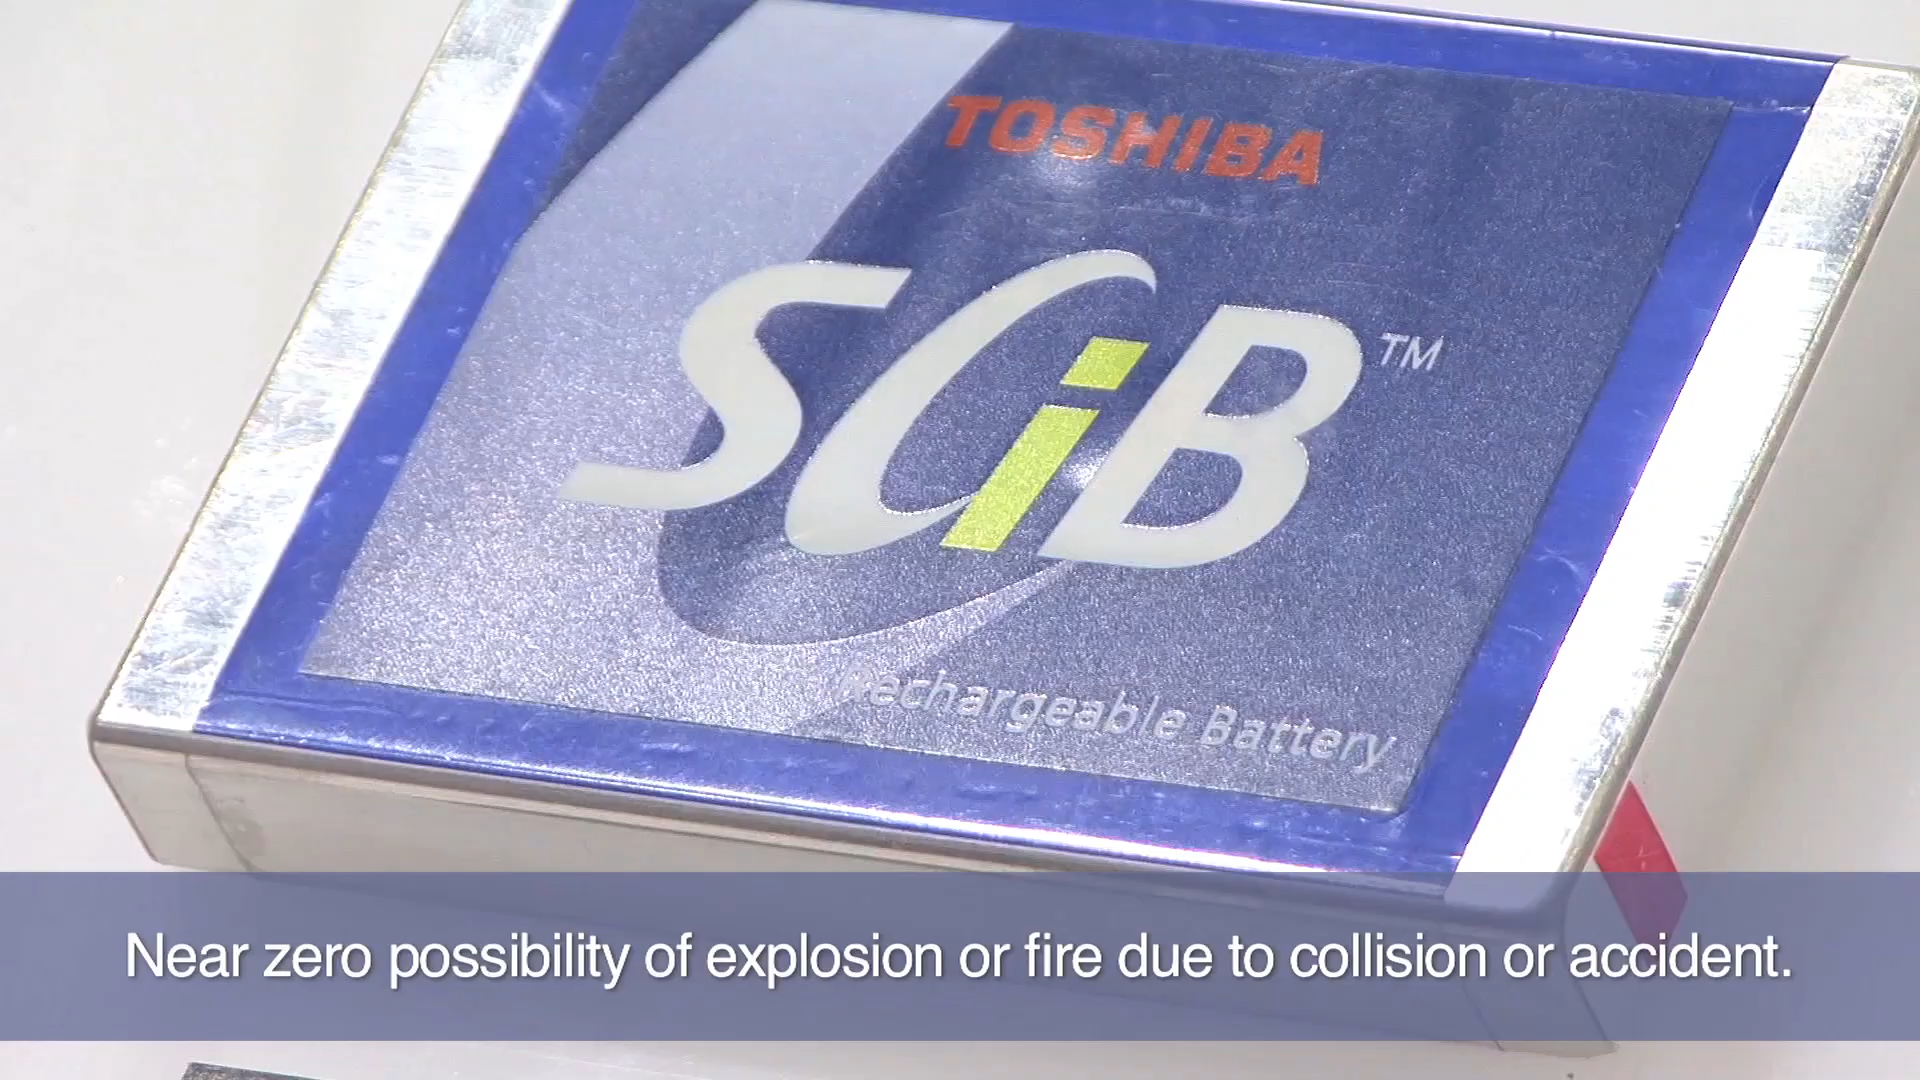 TOSHIBA
SCiB™
Rechargeable Battery
Near zero possibility of explosion or fire due to collision or accident.